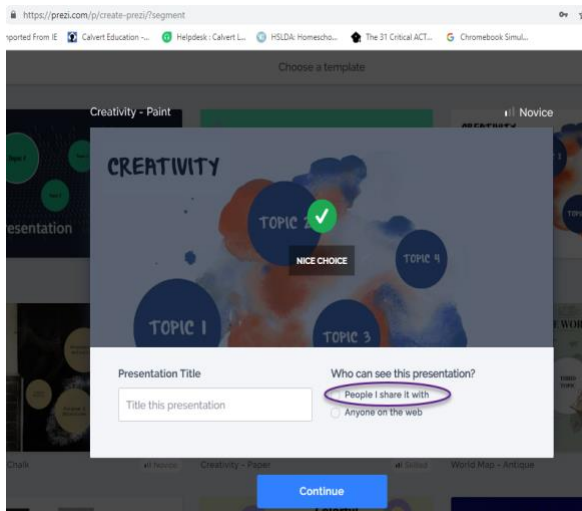 https://prezi.com/p/create-prezi/?segment
ported From IE Calvert Education -... Helpdesk : Calvert L... HSLDA: Homescho... The 31 Critical ACT... Chromebook Simul...
Choose a template
Creativity - Paint Novice
CREATIVITY
TOPIC 2
NICE CHOICE
TOPIC 4
esentation
TOPIC 1
TOPIC 3
Presentation Title Who can see this presentation?
Title this presentation People I share it with
Anyone on the web
Chalk Novice Creativity - Paper Skilled World Map - Antique
Continue